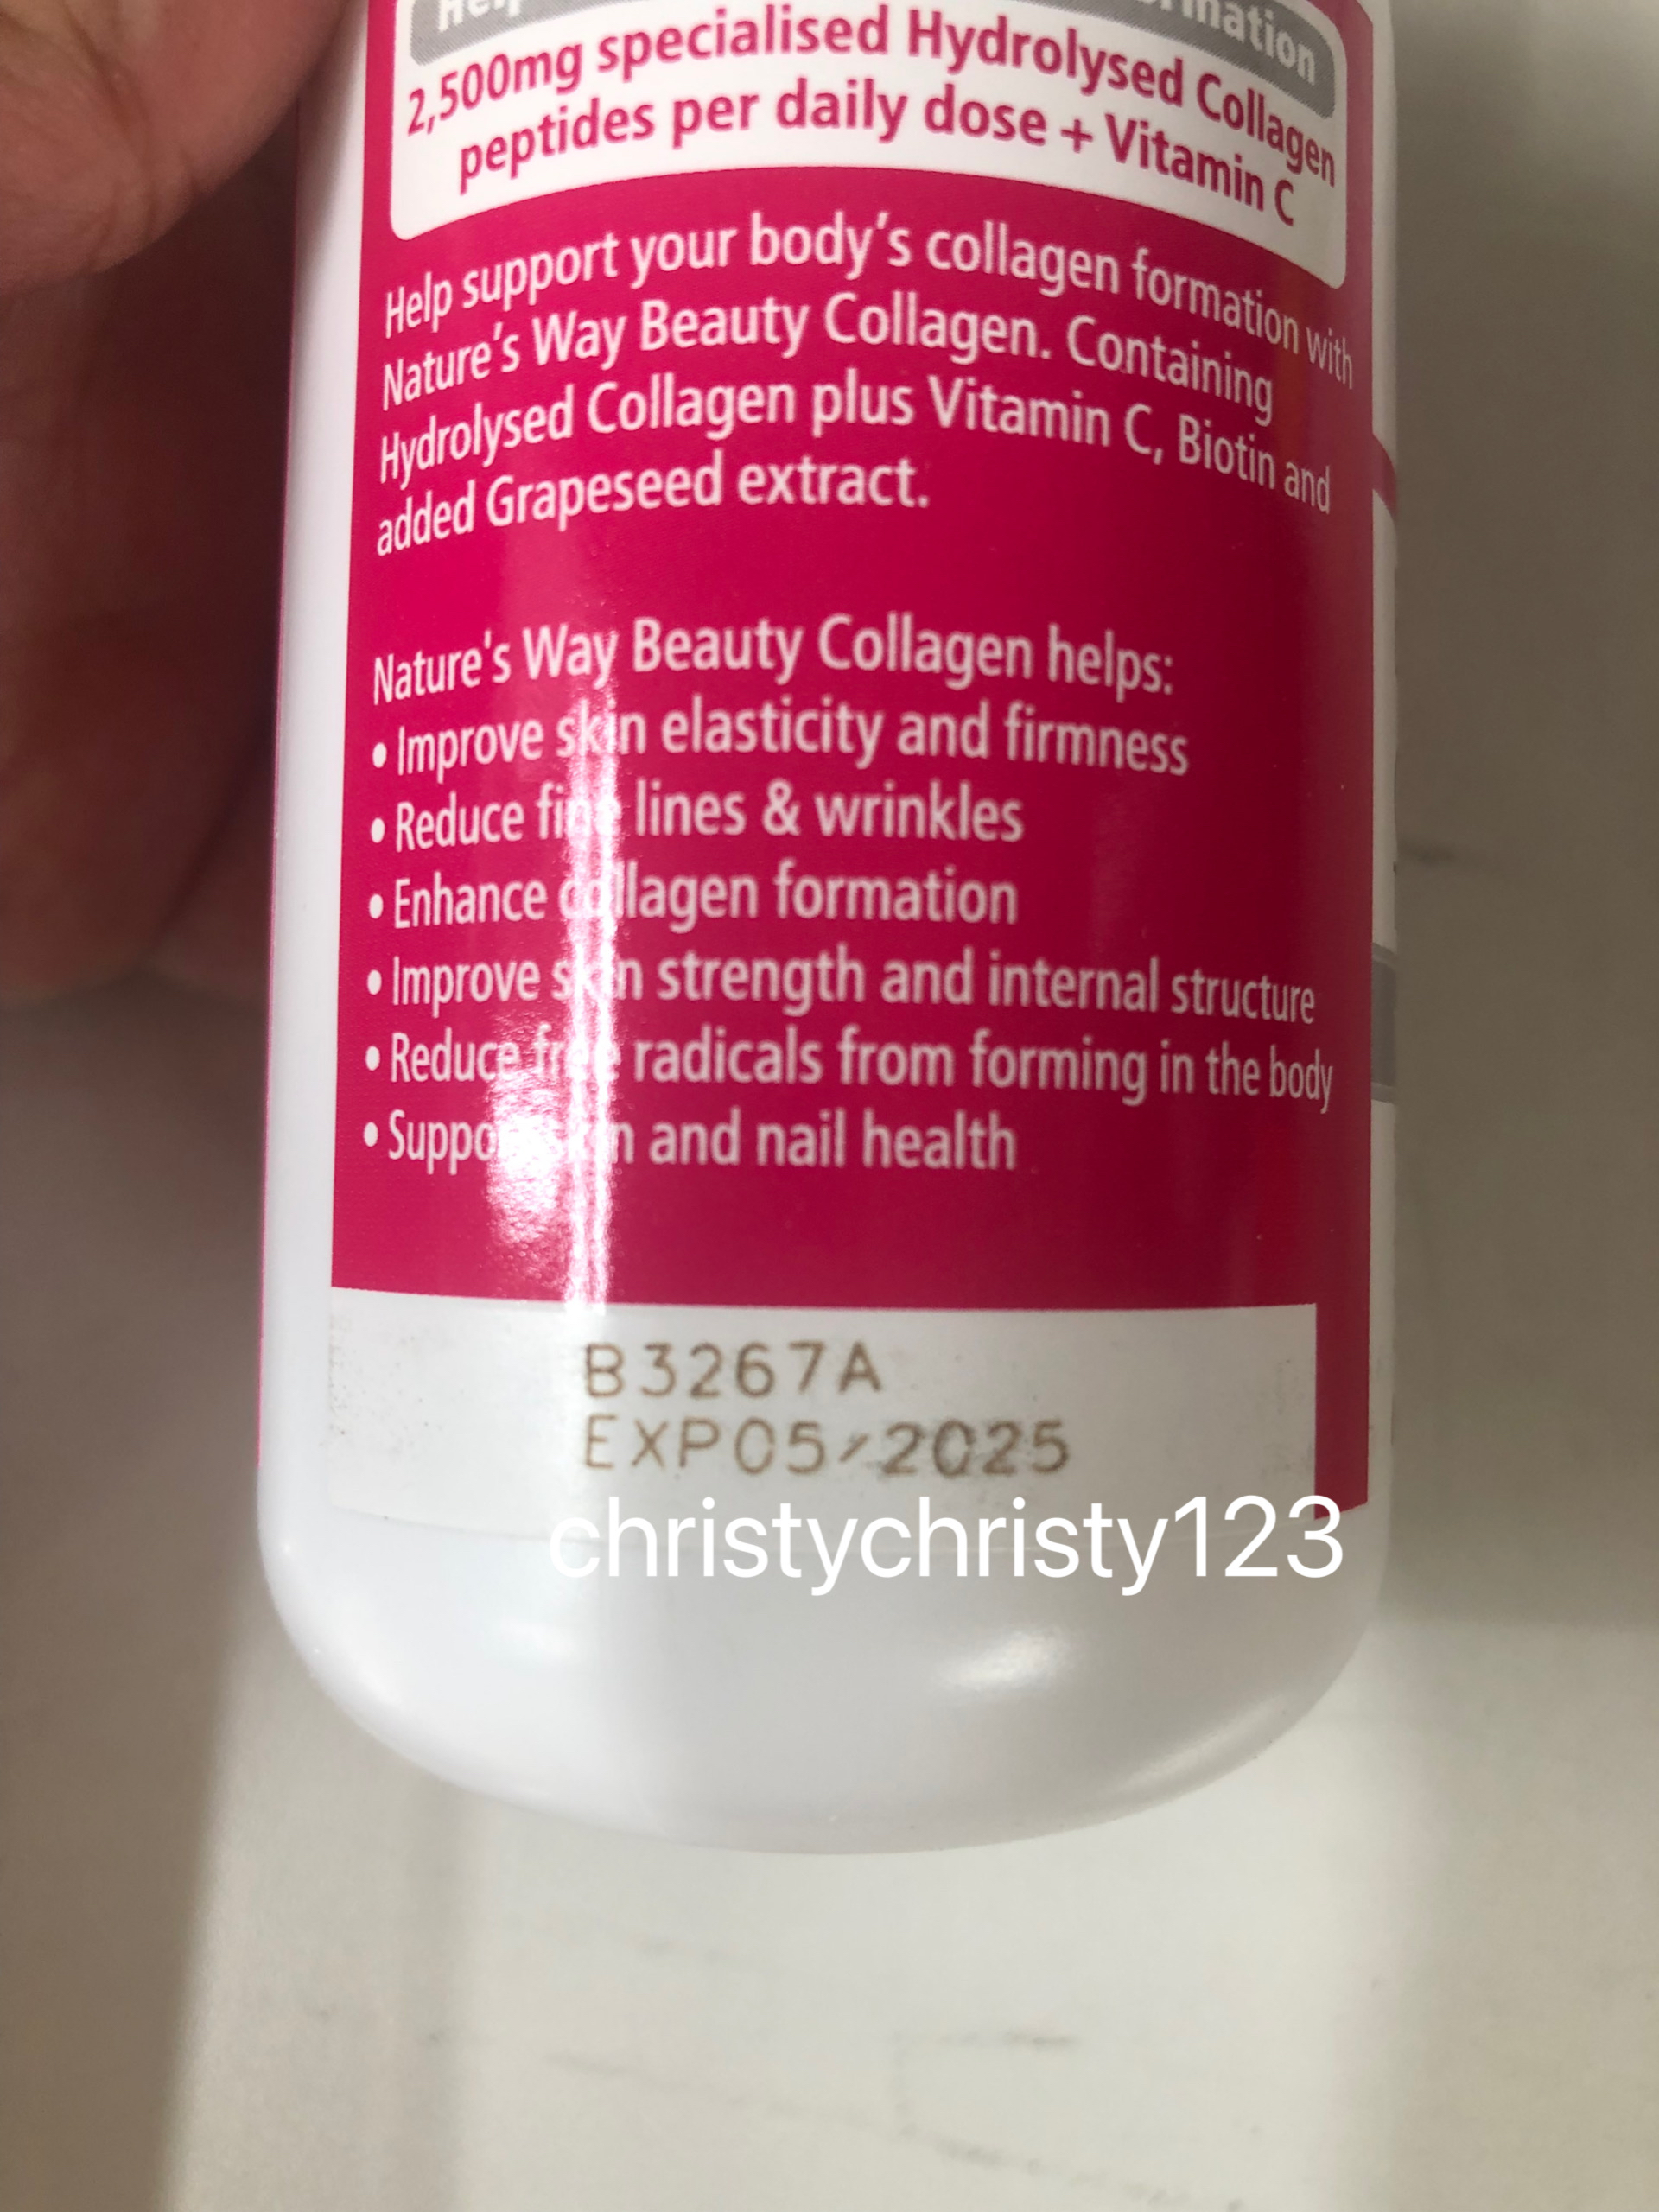 2,500mg specialised Hydrolysed Collagen
peptides per daily dose + Vitamin C
Help support your body's collagen formation with
Nature's Way Beauty Collagen. Containing
Hydrolysed Collagen plus Vitamin C, Biotin and
added Grapeseed extract.
Nature's Way Beauty Collagen helps:
• Improve skin elasticity and firmness
• Reduce fine lines & wrinkles
• Enhance collagen formation
• Improve skin strength and internal structure
• Reduce free radicals from forming in the body
• Support skin and nail health
B3267A
EXP05/2025
christychristy123